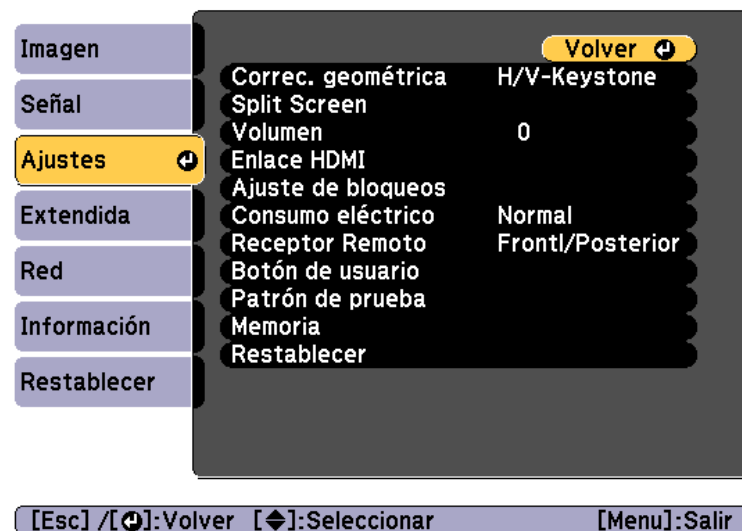 Imagen
Señal
Ajustes
Extendida
Red
Información
Restablecer
Volver
Correc. geométrica H/V-Keystone
Split Screen
Volumen 0
Enlace HDMI
Ajuste de bloqueos
Consumo eléctrico Normal
Receptor Remoto Frontl/Posterior
Botón de usuario
Patrón de prueba
Memoria
Restablecer
[Esc] /[⏎]:Volver [◆]:Seleccionar [Menu]:Salir